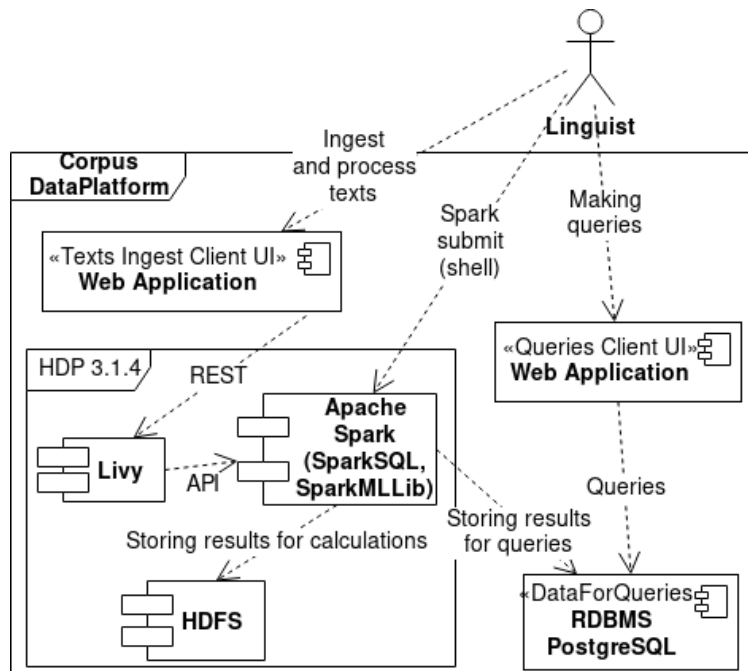 Linguist
Corpus
DataPlatform
Ingest
and process
texts
Spark
submit
(shell)
Making
queries
«Texts Ingest Client UI»
Web Application
«Queries Client UI»
Web Application
HDP 3.1.4
REST
Livy
API
Apache
Spark
(SparkSQL,
SparkMLLib)
Queries
Storing results for calculations
Storing results
for queries
HDFS
«DataForQueries»
RDBMS
PostgreSQL